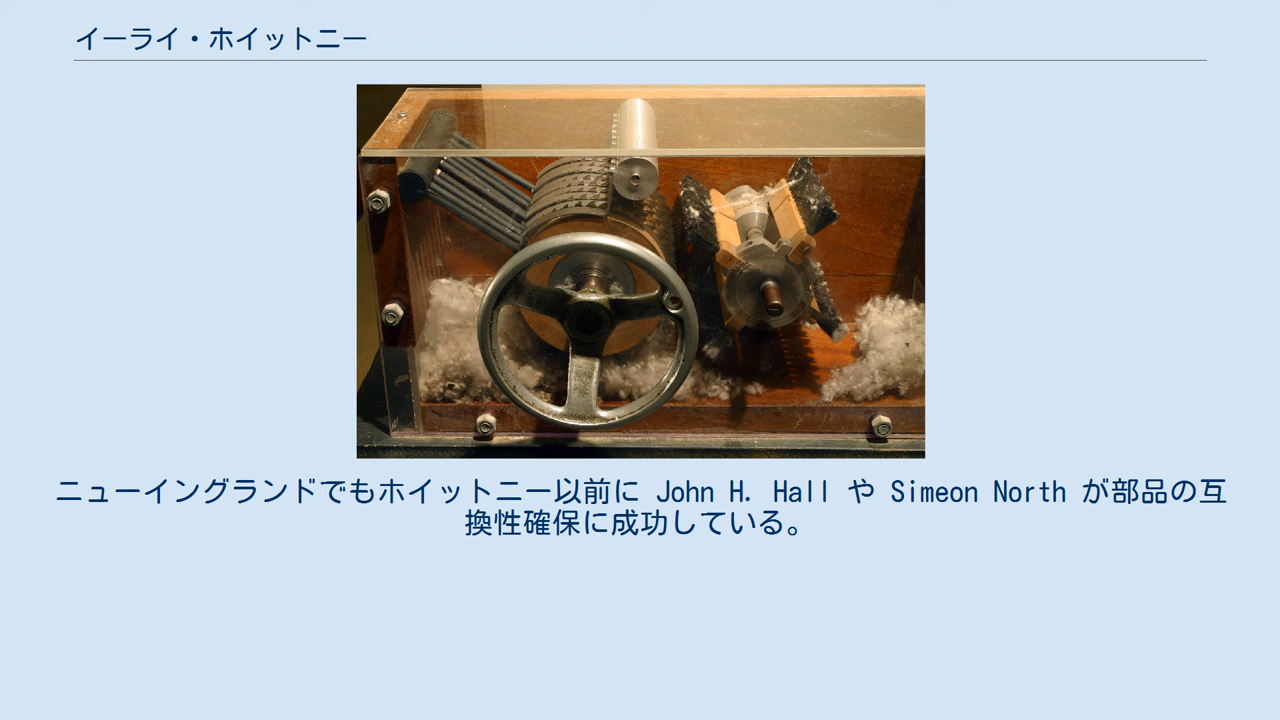 イーライ・ホイットニー
ニューイングランドでもホイットニー以前に John H. Hall や Simeon North が部品の互
換性確保に成功している。